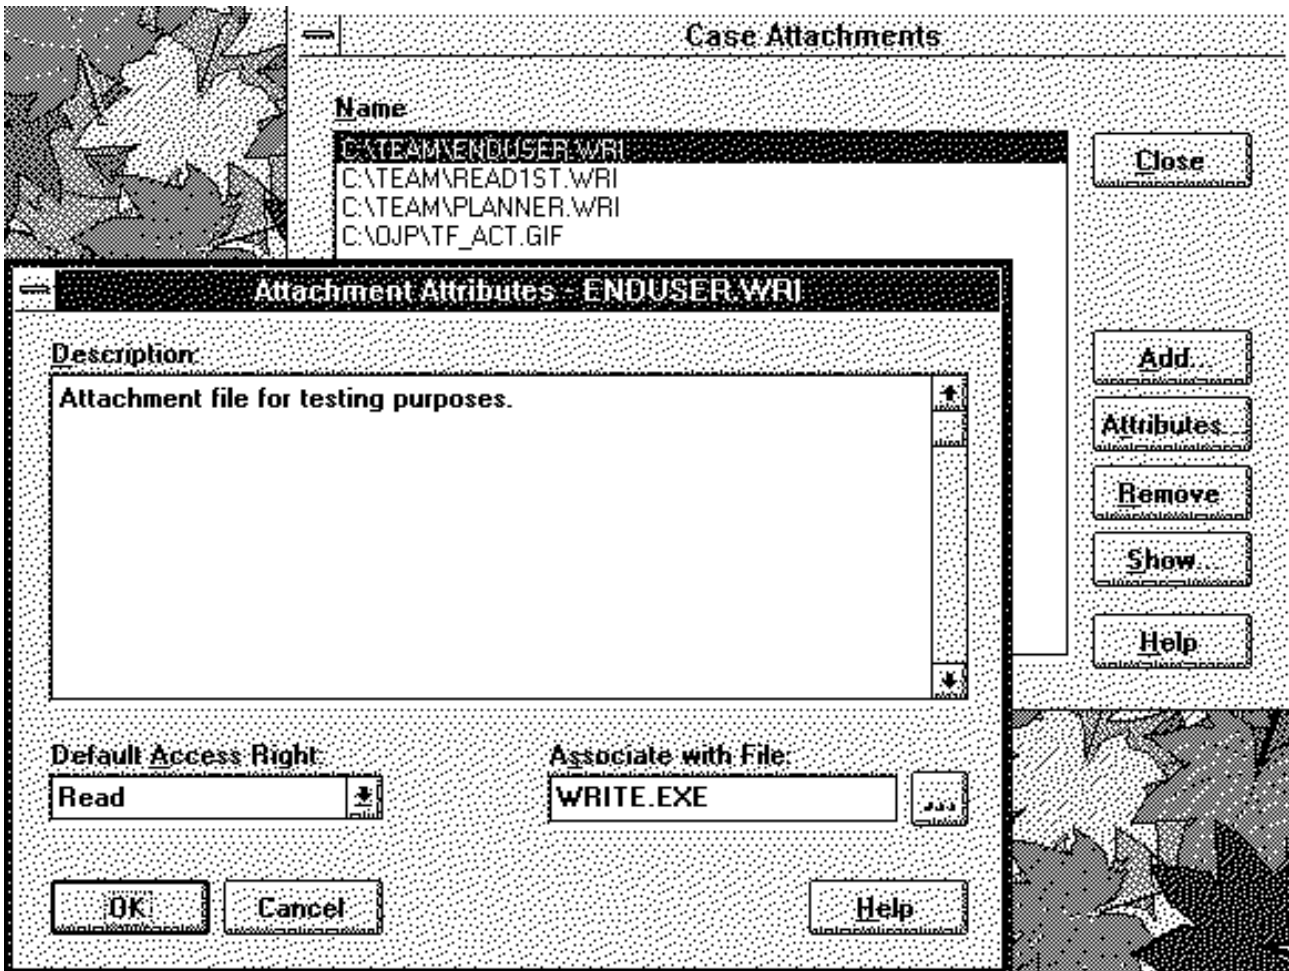 Case Attachments
Name
C:\TEAM\ENDUSER.WRI
C:\TEAM\READ1ST.WRI
C:\TEAM\PLANNER.WRI
C:\OJP\TF_ACT.GIF
Close
Add...
Attributes...
Remove
Show...
Help
Attachment Attributes - ENDUSER.WRI
Description:
Attachment file for testing purposes.
Default Access Right:
Read
Associate with File:
WRITE.EXE
...
OK
Cancel
Help